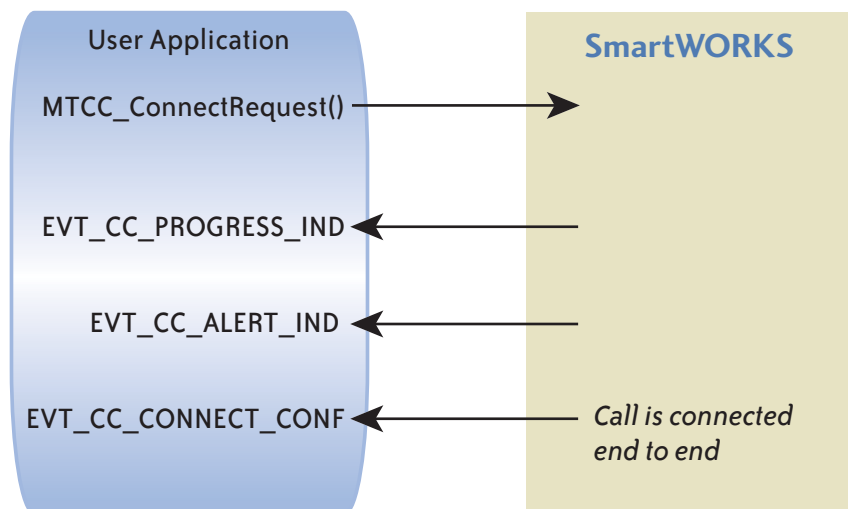 User Application
SmartWORKS
MTCC_ConnectRequest()
EVT_CC_PROGRESS_IND
EVT_CC_ALERT_IND
EVT_CC_CONNECT_CONF
Call is connected
end to end